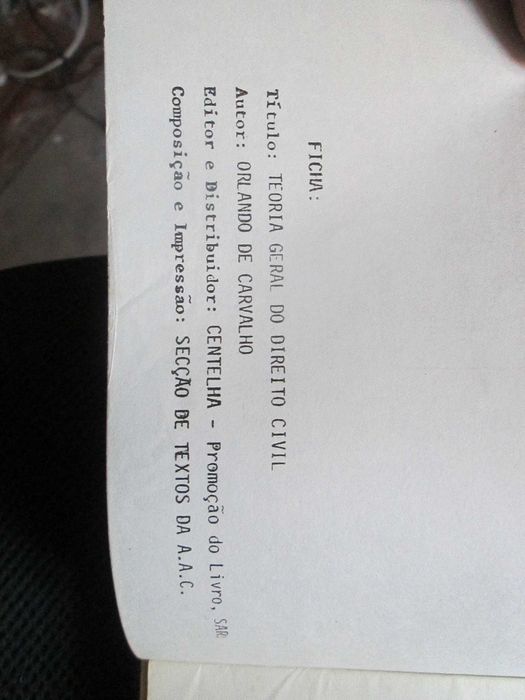 FICHA:
Título: TEORIA GERAL DO DIREITO CIVIL
Autor: ORLANDO DE CARVALHO
Editor e Distribuidor: CENTELHA - Promoção do Livro, SAR
Composição e Impressão: SECÇÃO DE TEXTOS DA A.A.C.